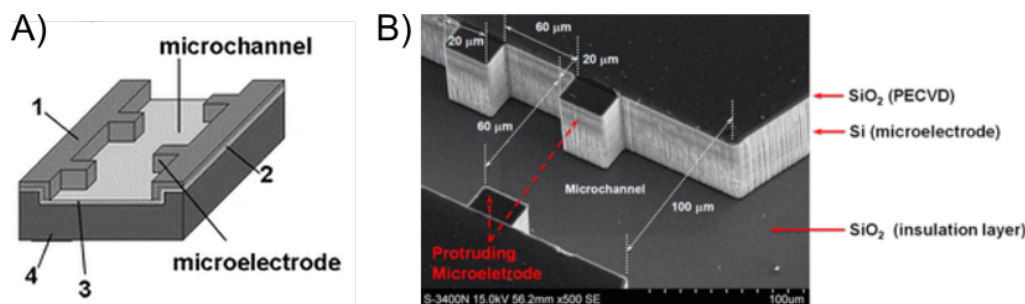 A)
microchannel
1
2
microelectrode
4
3
B)
60 μm
20 μm
20 μm
60 μm
Microchannel
100 μm
Protruding
Microeletrode
S-3400N 15.0kV 56.2mm x500 SE
100um
SiO₂ (PECVD)
Si (microelectrode)
SiO₂ (insulation layer)